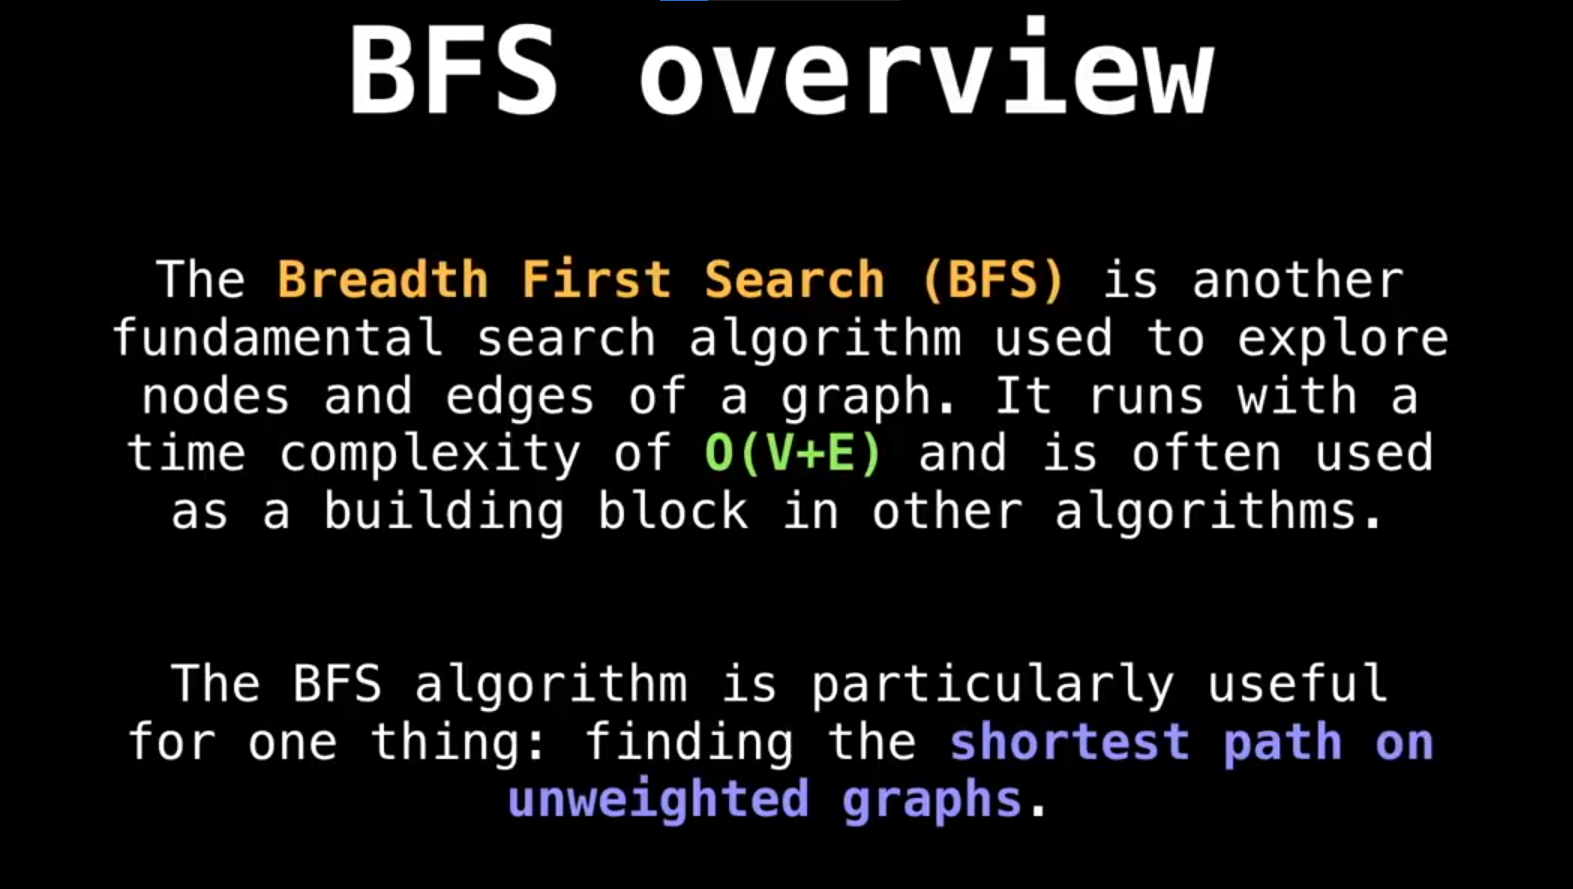 BFS overview
The Breadth First Search (BFS) is another
fundamental search algorithm used to explore
nodes and edges of a graph. It runs with a
time complexity of O(V+E) and is often used
as a building block in other algorithms.
The BFS algorithm is particularly useful
for one thing: finding the shortest path on
unweighted graphs.